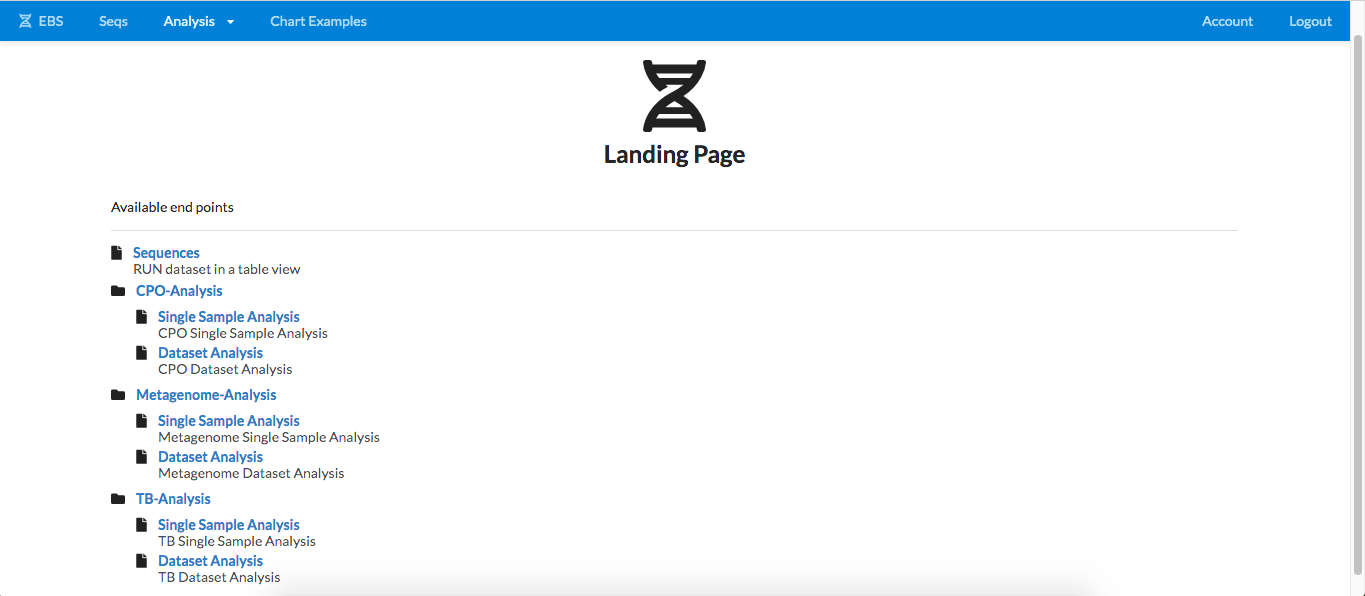 EBS Seqs Analysis Chart Examples Account Logout
Landing Page
Available end points
Sequences
RUN dataset in a table view
CPO-Analysis
Single Sample Analysis
CPO Single Sample Analysis
Dataset Analysis
CPO Dataset Analysis
Metagenome-Analysis
Single Sample Analysis
Metagenome Single Sample Analysis
Dataset Analysis
Metagenome Dataset Analysis
TB-Analysis
Single Sample Analysis
TB Single Sample Analysis
Dataset Analysis
TB Dataset Analysis